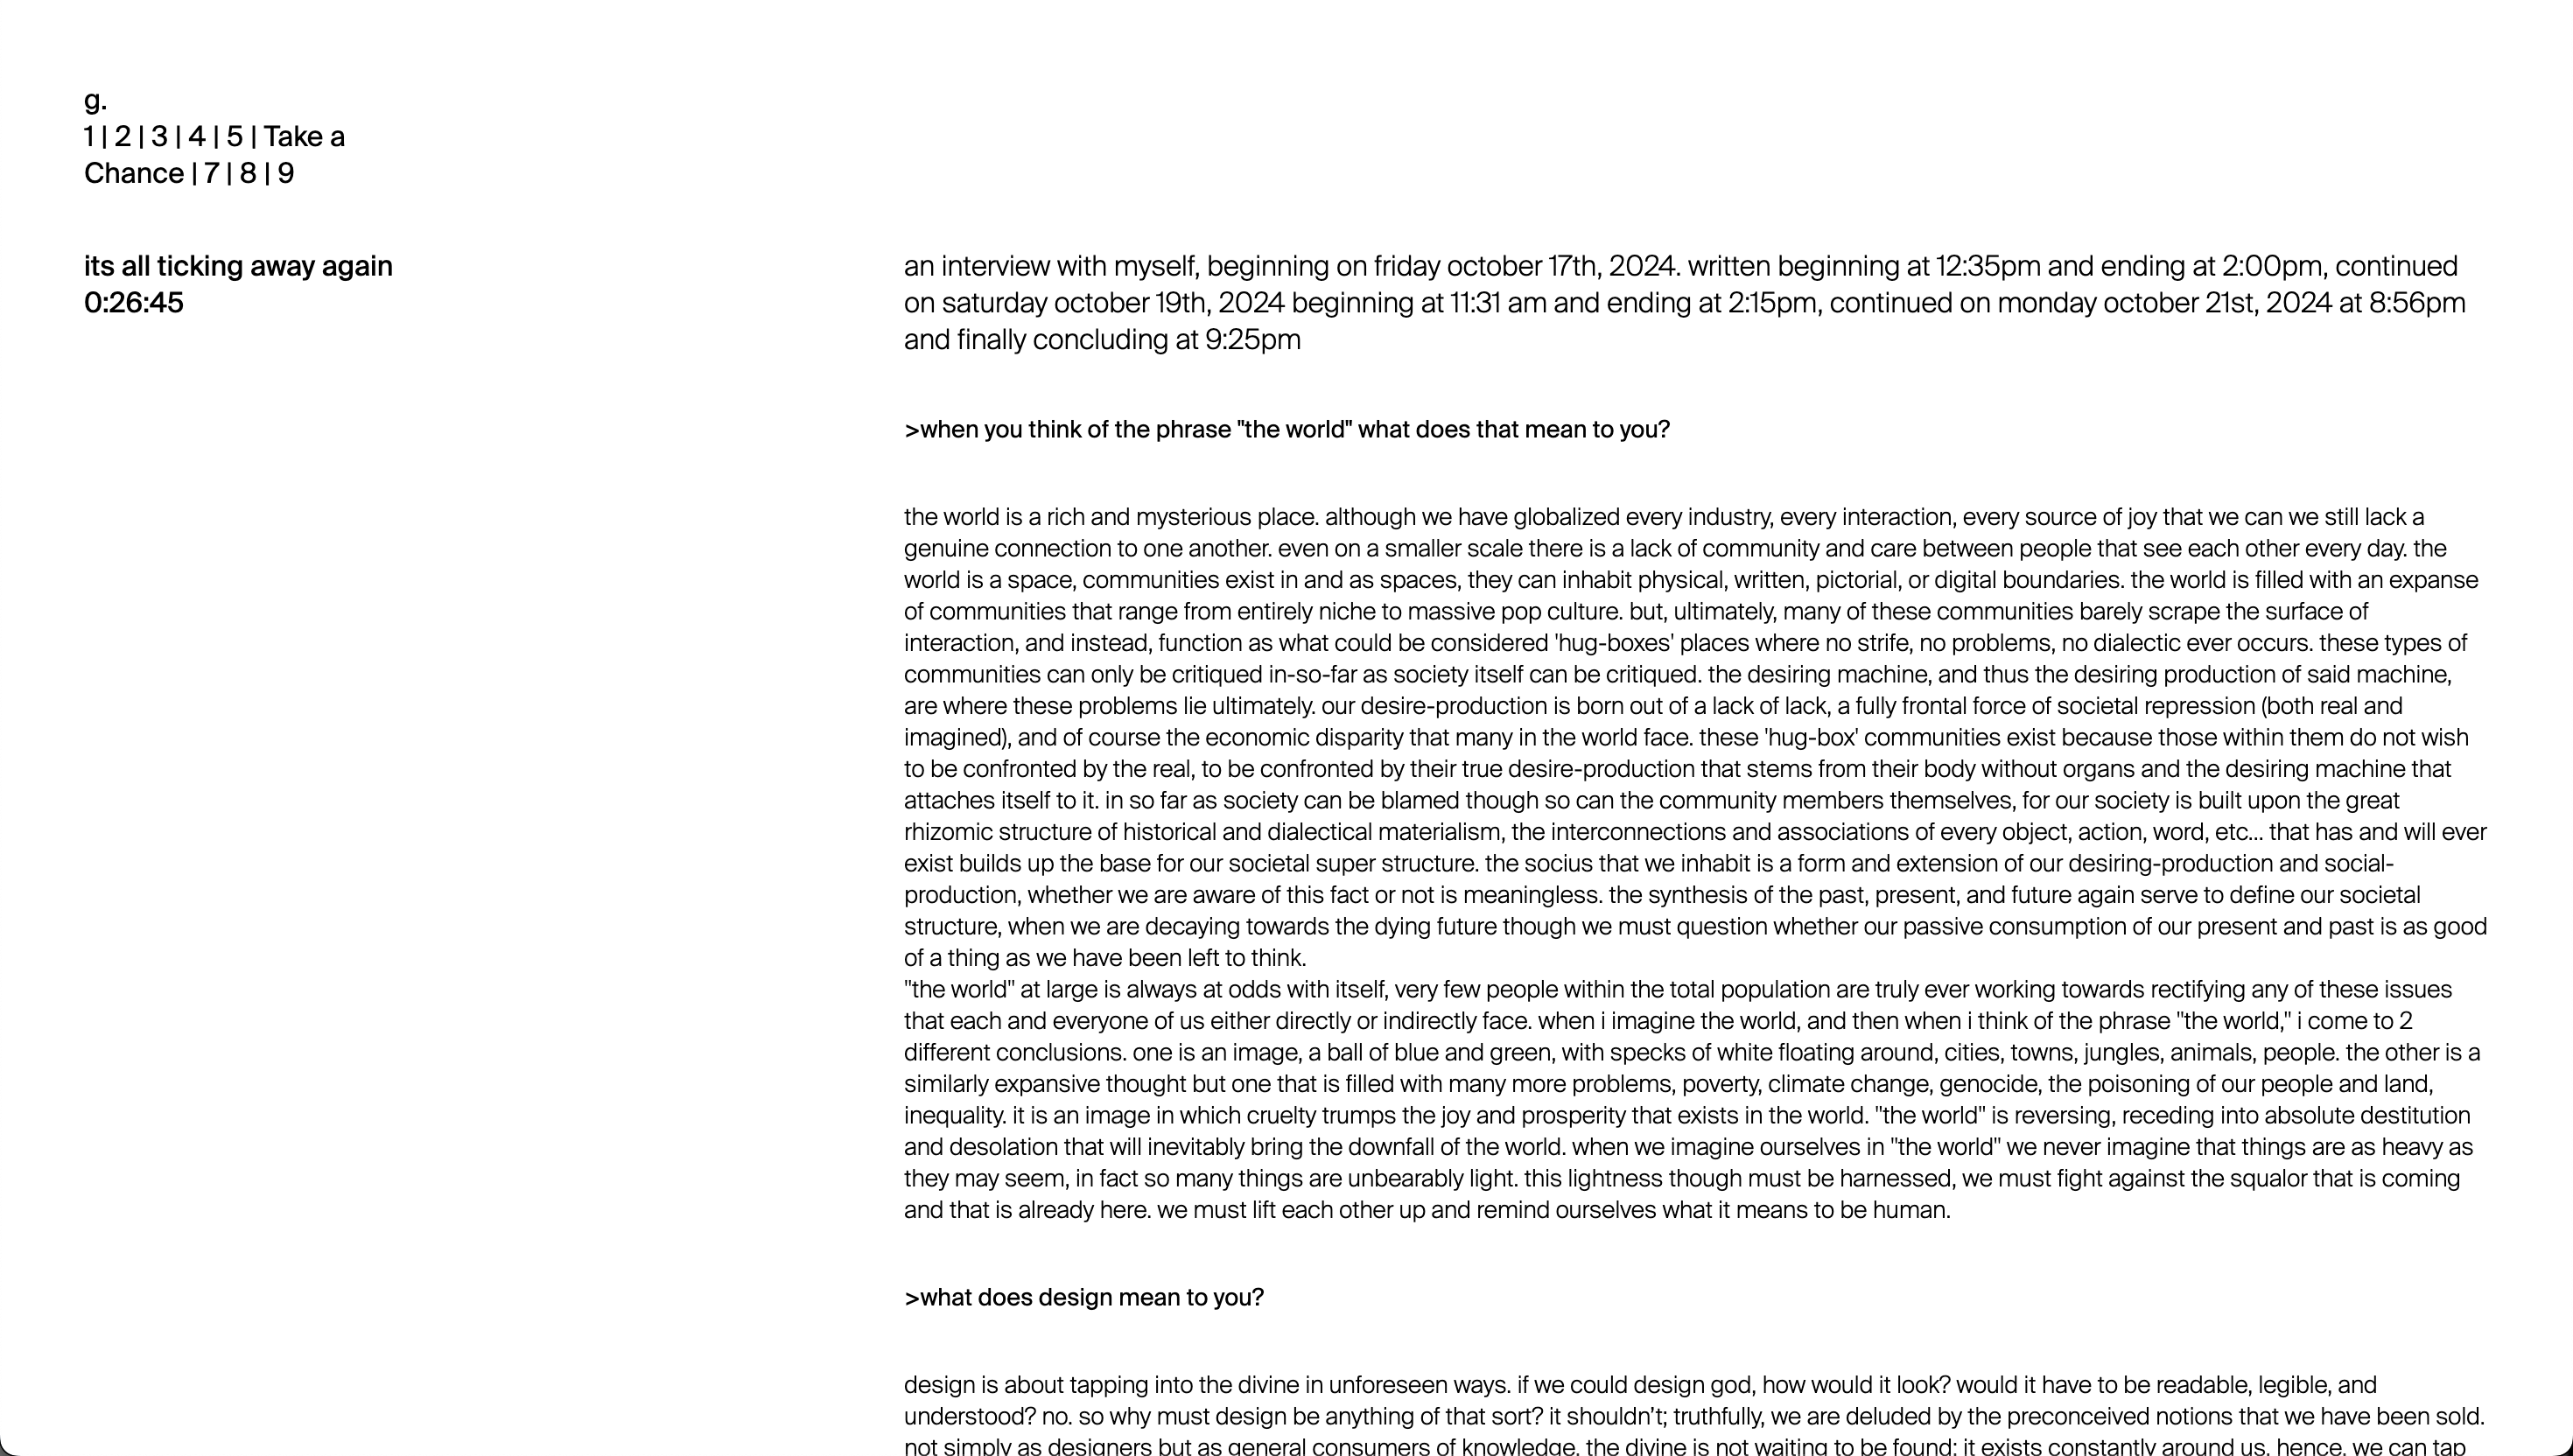 g.
1 | 2 | 3 | 4 | 5 | Take a
Chance | 7 | 8 | 9
its all ticking away again
0:26:45
an interview with myself, beginning on friday october 17th, 2024. written beginning at 12:35pm and ending at 2:00pm, continued
on saturday october 19th, 2024 beginning at 11:31 am and ending at 2:15pm, continued on monday october 21st, 2024 at 8:56pm
and finally concluding at 9:25pm
>when you think of the phrase "the world" what does that mean to you?
the world is a rich and mysterious place. although we have globalized every industry, every interaction, every source of joy that we can we still lack a
genuine connection to one another. even on a smaller scale there is a lack of community and care between people that see each other every day. the
world is a space, communities exist in and as spaces, they can inhabit physical, written, pictorial, or digital boundaries. the world is filled with an expanse
of communities that range from entirely niche to massive pop culture. but, ultimately, many of these communities barely scrape the surface of
interaction, and instead, function as what could be considered 'hug-boxes' places where no strife, no problems, no dialectic ever occurs. these types of
communities can only be critiqued in-so-far as society itself can be critiqued. the desiring machine, and thus the desiring production of said machine,
are where these problems lie ultimately. our desire-production is born out of a lack of lack, a fully frontal force of societal repression (both real and
imagined), and of course the economic disparity that many in the world face. these 'hug-box' communities exist because those within them do not wish
to be confronted by the real, to be confronted by their true desire-production that stems from their body without organs and the desiring machine that
attaches itself to it. in so far as society can be blamed though so can the community members themselves, for our society is built upon the great
rhizomic structure of historical and dialectical materialism, the interconnections and associations of every object, action, word, etc... that has and will ever
exist builds up the base for our societal super structure. the socius that we inhabit is a form and extension of our desiring-production and social-
production, whether we are aware of this fact or not is meaningless. the synthesis of the past, present, and future again serve to define our societal
structure, when we are decaying towards the dying future though we must question whether our passive consumption of our present and past is as good
of a thing as we have been left to think.
"the world" at large is always at odds with itself, very few people within the total population are truly ever working towards rectifying any of these issues
that each and everyone of us either directly or indirectly face. when i imagine the world, and then when i think of the phrase "the world," i come to 2
different conclusions. one is an image, a ball of blue and green, with specks of white floating around, cities, towns, jungles, animals, people. the other is a
similarly expansive thought but one that is filled with many more problems, poverty, climate change, genocide, the poisoning of our people and land,
inequality. it is an image in which cruelty trumps the joy and prosperity that exists in the world. "the world" is reversing, receding into absolute destitution
and desolation that will inevitably bring the downfall of the world. when we imagine ourselves in "the world" we never imagine that things are as heavy as
they may seem, in fact so many things are unbearably light. this lightness though must be harnessed, we must fight against the squalor that is coming
and that is already here. we must lift each other up and remind ourselves what it means to be human.
>what does design mean to you?
design is about tapping into the divine in unforeseen ways. if we could design god, how would it look? would it have to be readable, legible, and
understood? no. so why must design be anything of that sort? it shouldn't; truthfully, we are deluded by the preconceived notions that we have been sold.
not simply as designers but as general consumers of knowledge. the divine is not waiting to be found; it exists constantly around us. hence, we can tap